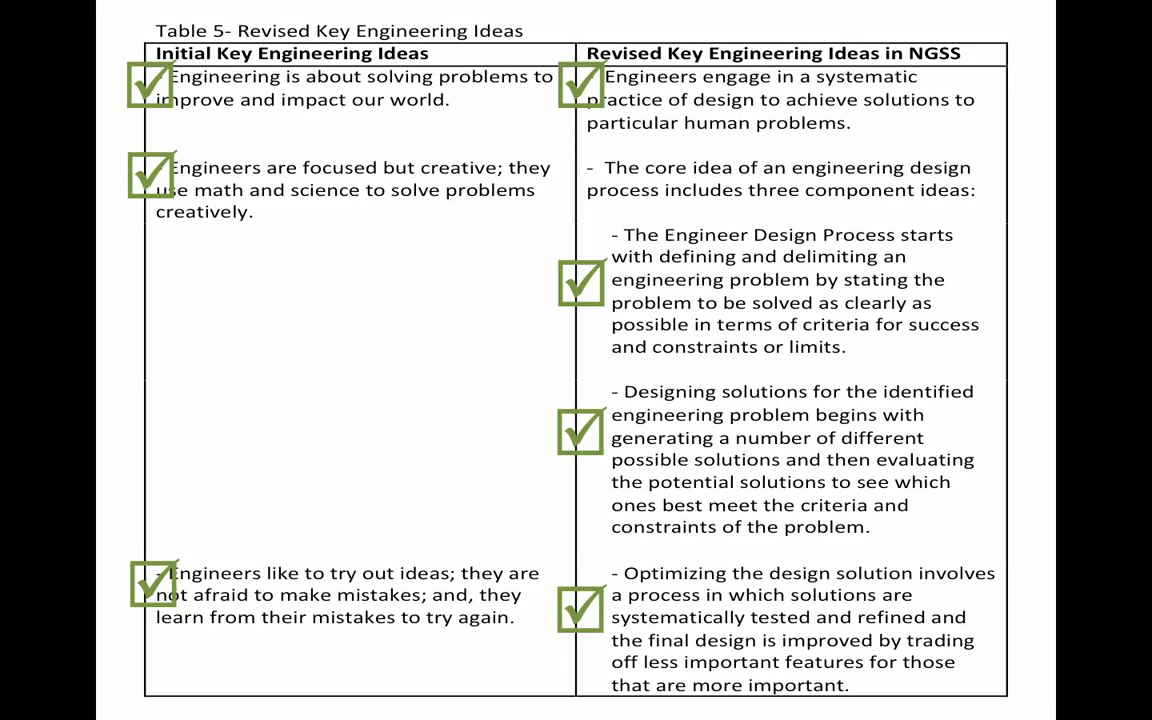 Table 5- Revised Key Engineering Ideas
Initial Key Engineering Ideas
- Engineering is about solving problems to
improve and impact our world.
- Engineers are focused but creative; they
use math and science to solve problems
creatively.
- Engineers like to try out ideas; they are
not afraid to make mistakes; and, they
learn from their mistakes to try again.
Revised Key Engineering Ideas in NGSS
- Engineers engage in a systematic
practice of design to achieve solutions to
particular human problems.
- The core idea of an engineering design
process includes three component ideas:
- The Engineer Design Process starts
with defining and delimiting an
engineering problem by stating the
problem to be solved as clearly as
possible in terms of criteria for success
and constraints or limits.
- Designing solutions for the identified
engineering problem begins with
generating a number of different
possible solutions and then evaluating
the potential solutions to see which
ones best meet the criteria and
constraints of the problem.
- Optimizing the design solution involves
a process in which solutions are
systematically tested and refined and
the final design is improved by trading
off less important features for those
that are more important.